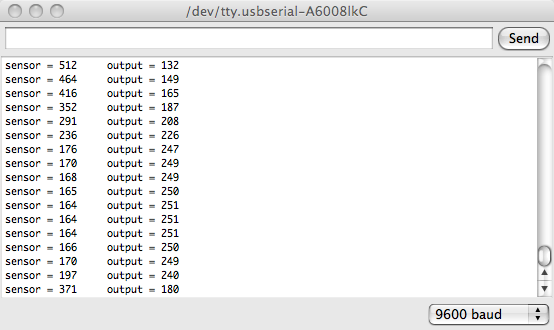 /dev/tty.usbserial-A6008lkC
Send
sensor = 512 output = 132
sensor = 464 output = 149
sensor = 416 output = 165
sensor = 352 output = 187
sensor = 291 output = 208
sensor = 236 output = 226
sensor = 176 output = 247
sensor = 170 output = 249
sensor = 168 output = 249
sensor = 165 output = 250
sensor = 164 output = 251
sensor = 164 output = 251
sensor = 164 output = 251
sensor = 166 output = 250
sensor = 170 output = 249
sensor = 197 output = 240
sensor = 371 output = 180
9600 baud